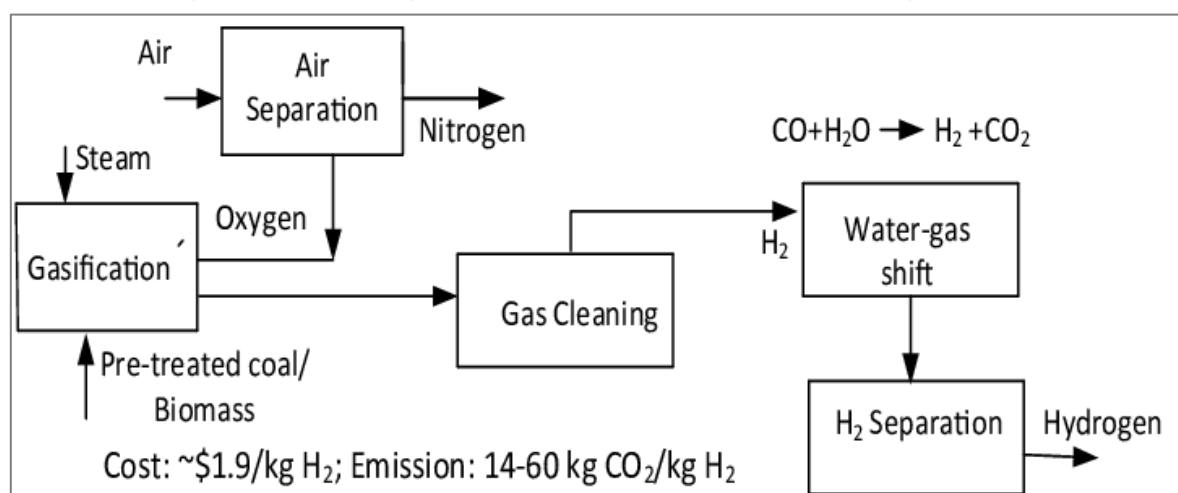 Air
Air
Separation
Nitrogen
CO+H₂O → H₂ +CO₂
Steam
Oxygen
Gasification
H₂
Water-gas
shift
Gas Cleaning
Pre-treated coal/
Biomass
H₂ Separation
Hydrogen
Cost: ~$1.9/kg H₂; Emission: 14-60 kg CO₂/kg H₂